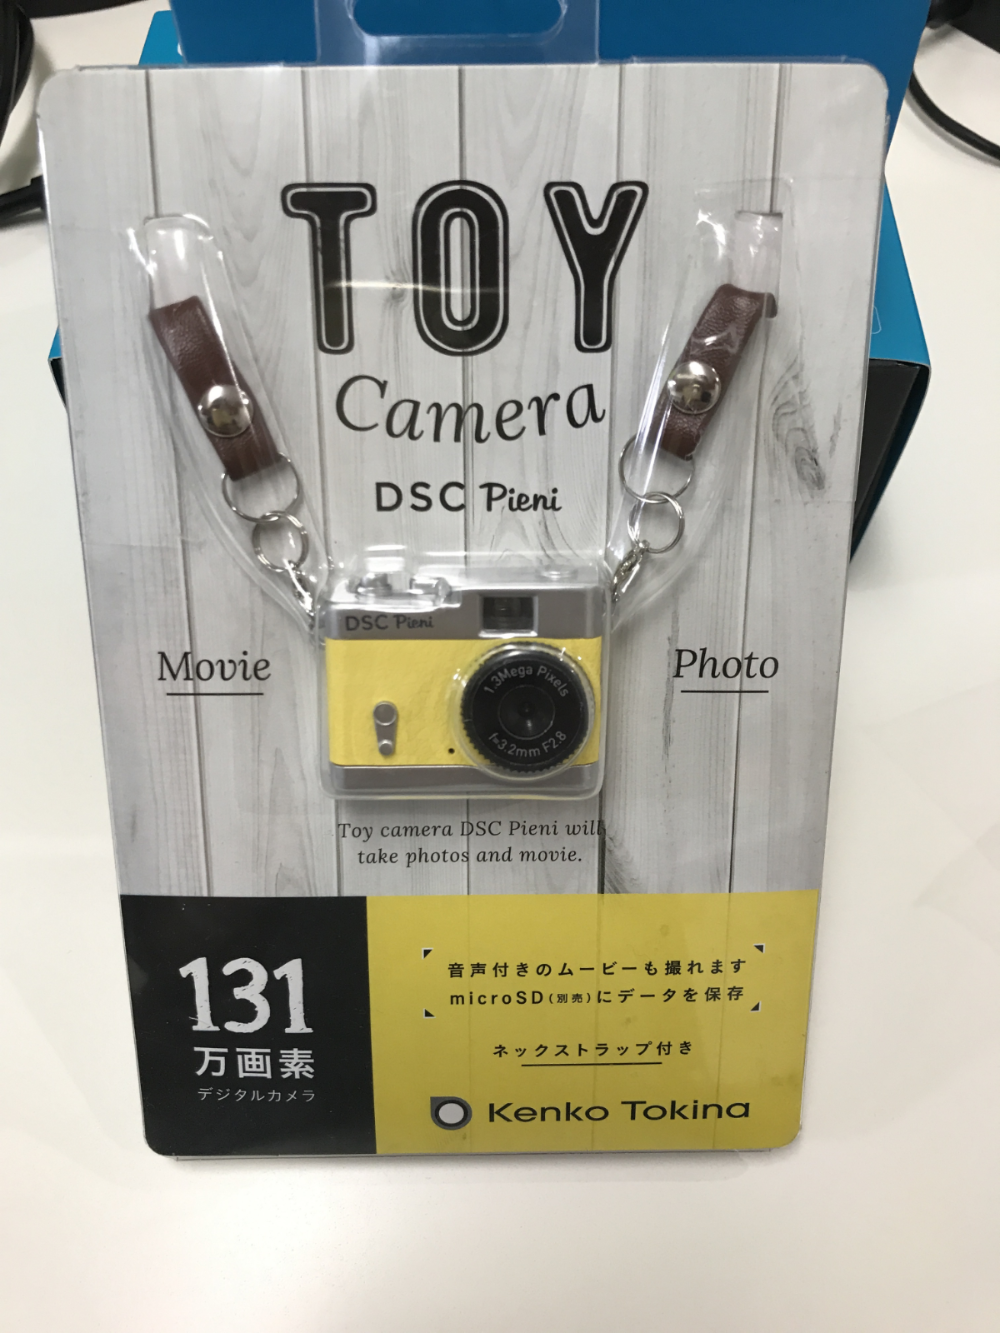 TOY
Camera
DSC Pieni
DSC Pieni
1.3Mega Pixels
f=3.2mm F2.8
Movie
Photo
Toy camera DSC Pieni will
take photos and movie.
131
万画素
デジタルカメラ
音声付きのムービーも撮れます
microSD(別売)にデータを保存
ネックストラップ付き
Kenko Tokina